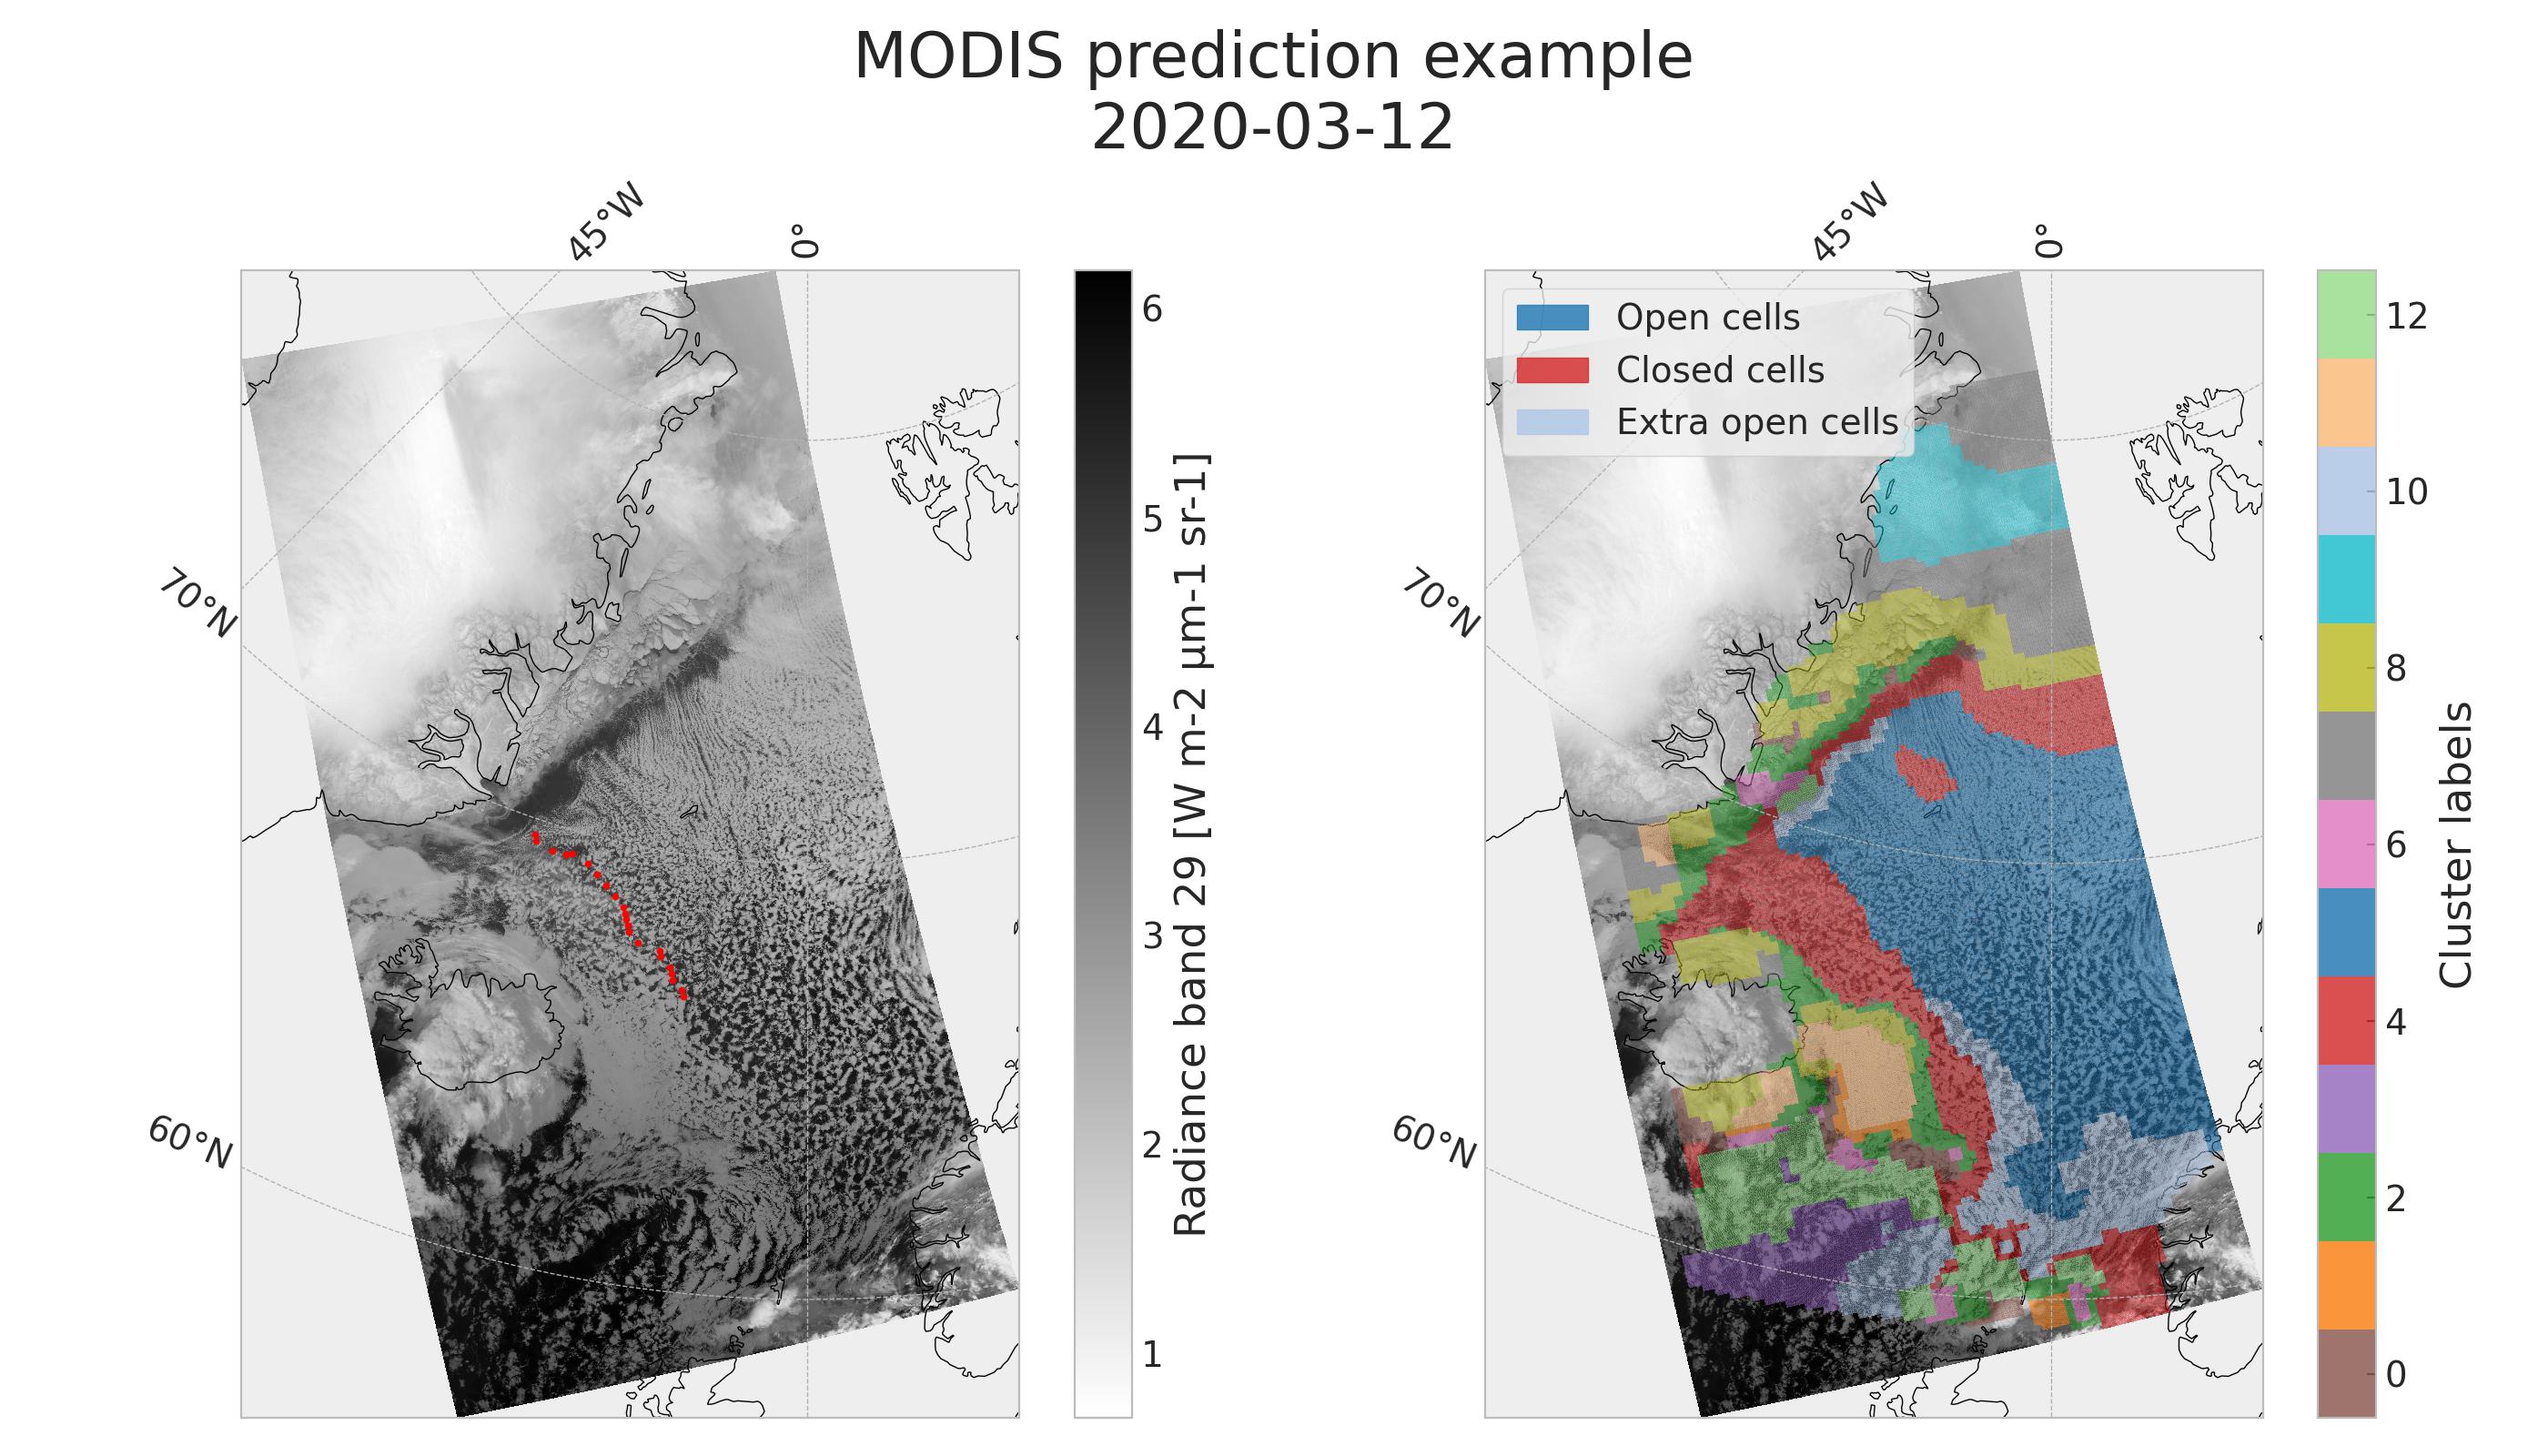 MODIS prediction example
2020-03-12
45°W
0°
70°N
60°N
6
5
4
3
2
1
Radiance band 29 [W m-2 μm-1 sr-1]
45°W
0°
70°N
60°N
Open cells
Closed cells
Extra open cells
12
10
8
6
4
2
0
Cluster labels